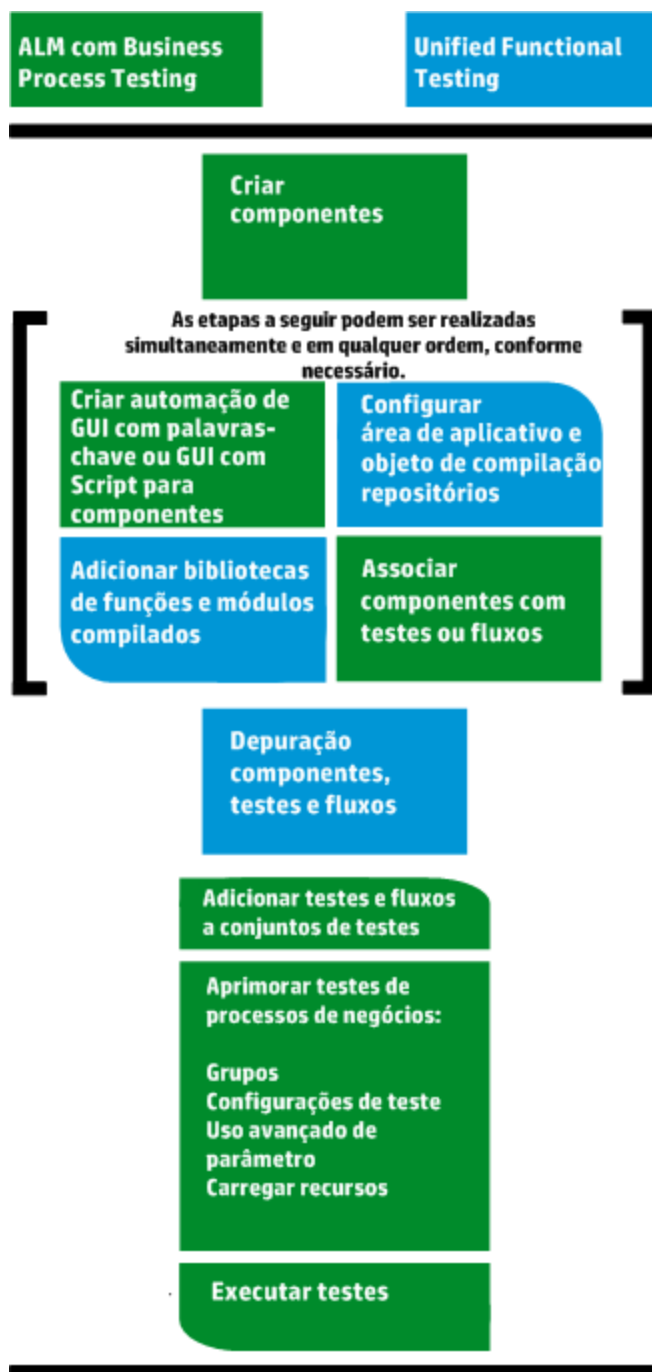 ALM com Business
Process Testing
Unified Functional
Testing
Criar
componentes
As etapas a seguir podem ser realizadas
simultaneamente e em qualquer ordem, conforme
necessário.
Criar automação de
GUI com palavras-
chave ou GUI com
Script para
componentes
Configurar
área de aplicativo e
objeto de compilação
repositórios
Adicionar bibliotecas
de funções e módulos
compilados
Associar
componentes com
testes ou fluxos
Depuração
componentes,
testes e fluxos
Adicionar testes e fluxos
a conjuntos de testes
Aprimorar testes de
processos de negócios:
Grupos
Configurações de teste
Uso avançado de
parâmetro
Carregar recursos
Executar testes